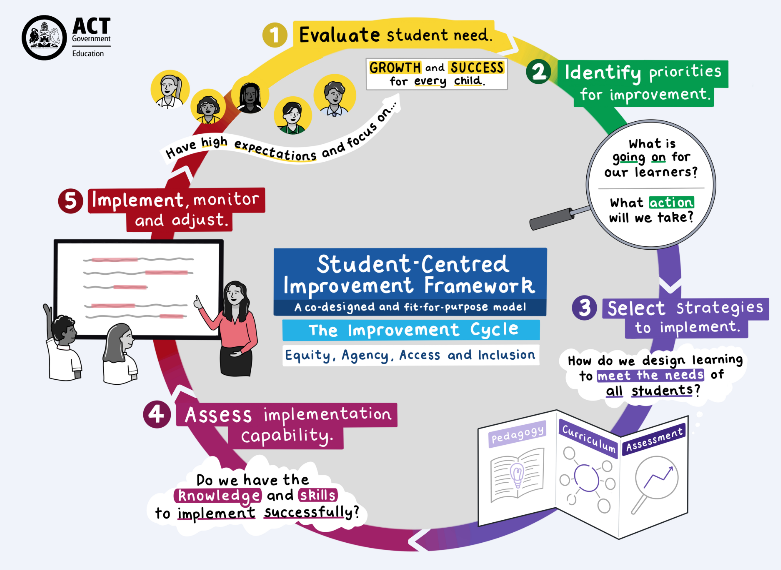 ACT
Government
Education
1 Evaluate student need.
GROWTH and SUCCESS
for every child.
Have high expectations and focus on...
2 Identify priorities
for improvement.
What is
going on for
our learners?
What action
will we take?
3 Select strategies
to implement.
How do we design learning
to meet the needs of
all students?
Pedagogy
Curriculum
Assessment
4 Assess implementation
capability.
Do we have the
knowledge and skills
to implement successfully?
5 Implement, monitor
and adjust.
Student-Centred
Improvement Framework
A co-designed and fit-for-purpose model
The Improvement Cycle
Equity, Agency, Access and Inclusion